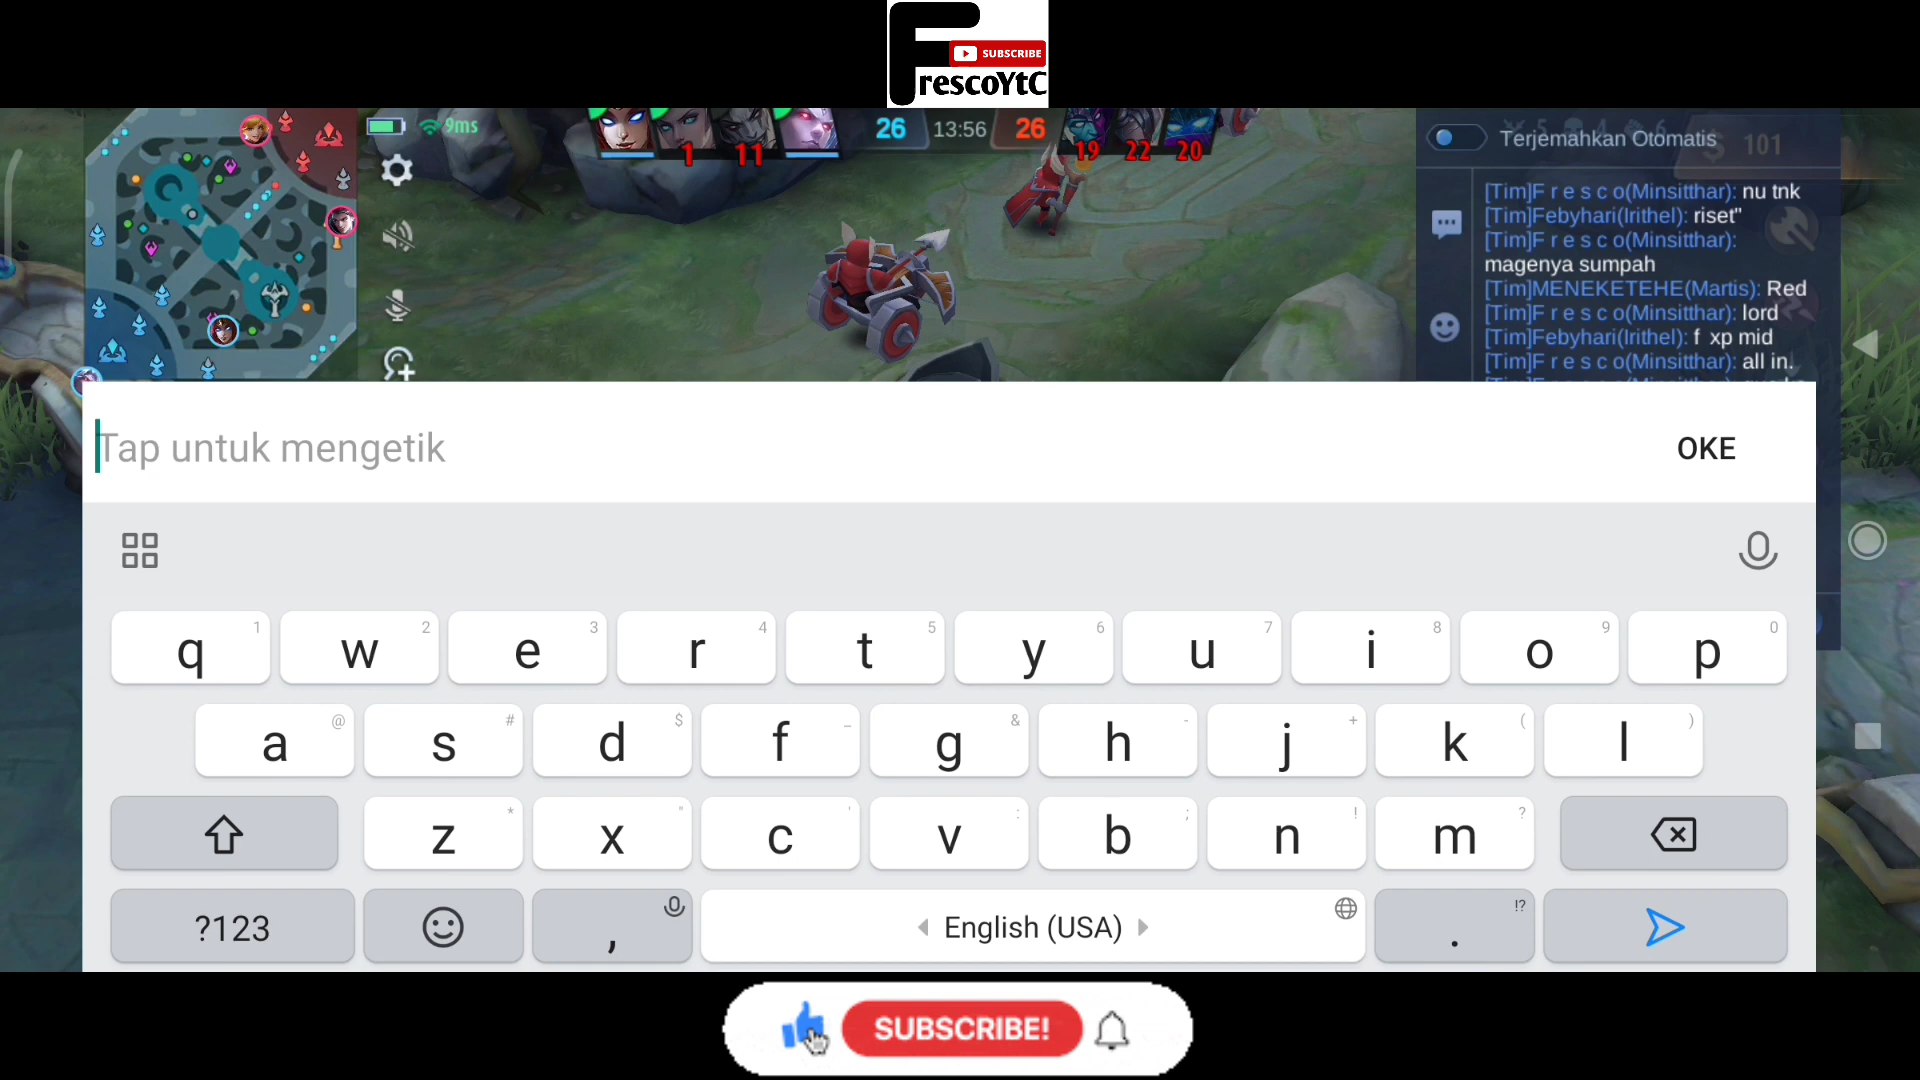 SUBSCRIBE
FrescoYtC
9ms
26
13:56
26
1
11
19
22
20
Terjemahkan Otomatis
101
[Tim]F r e s c o(Minsitthar): nu tnk
[Tim]Febyhari(Irithel): riset"
[Tim]F r e s c o(Minsitthar):
magenya sumpah
[Tim]MENEKETEHE(Martis): Red
[Tim]F r e s c o(Minsitthar): lord
[Tim]Febyhari(Irithel): f xp mid
[Tim]F r e s c o(Minsitthar): all in.
Tap untuk mengetik
OKE
q 1 w 2 e 3 r 4 t 5 y 6 u 7 i 8 o 9 p 0
a @ s # d $ f _ g & h - j + k ( l )
z * x " c ' v : b ; n ! m ?
?123 , English (USA) . !?
SUBSCRIBE!